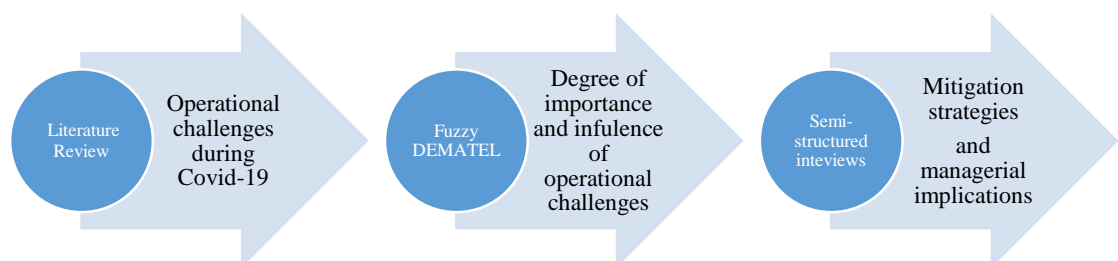 Literature
Review
Operational
challenges
during
Covid-19
Fuzzy
DEMATEL
Degree of
importance
and infulence
of
operational
challenges
Semi-
structured
inteviews
Mitigation
strategies
and
managerial
implications